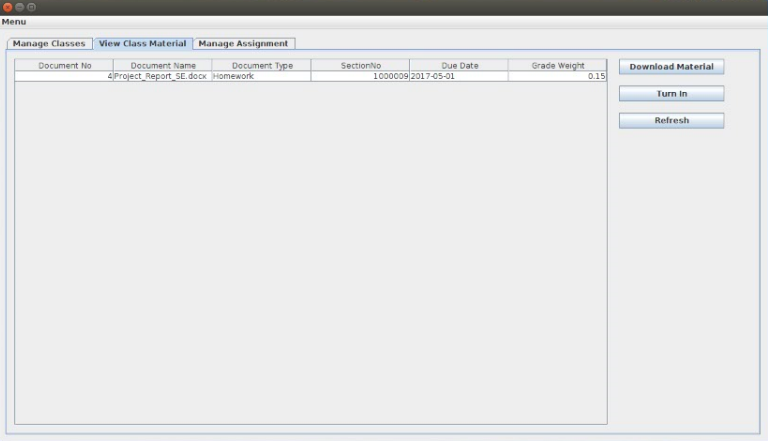 Menu
Manage Classes View Class Material Manage Assignment
Document No Document Name Document Type SectionNo Due Date Grade Weight
4 Project_Report_SE.docx Homework 1000009 2017-05-01 0.15
Download Material
Turn In
Refresh